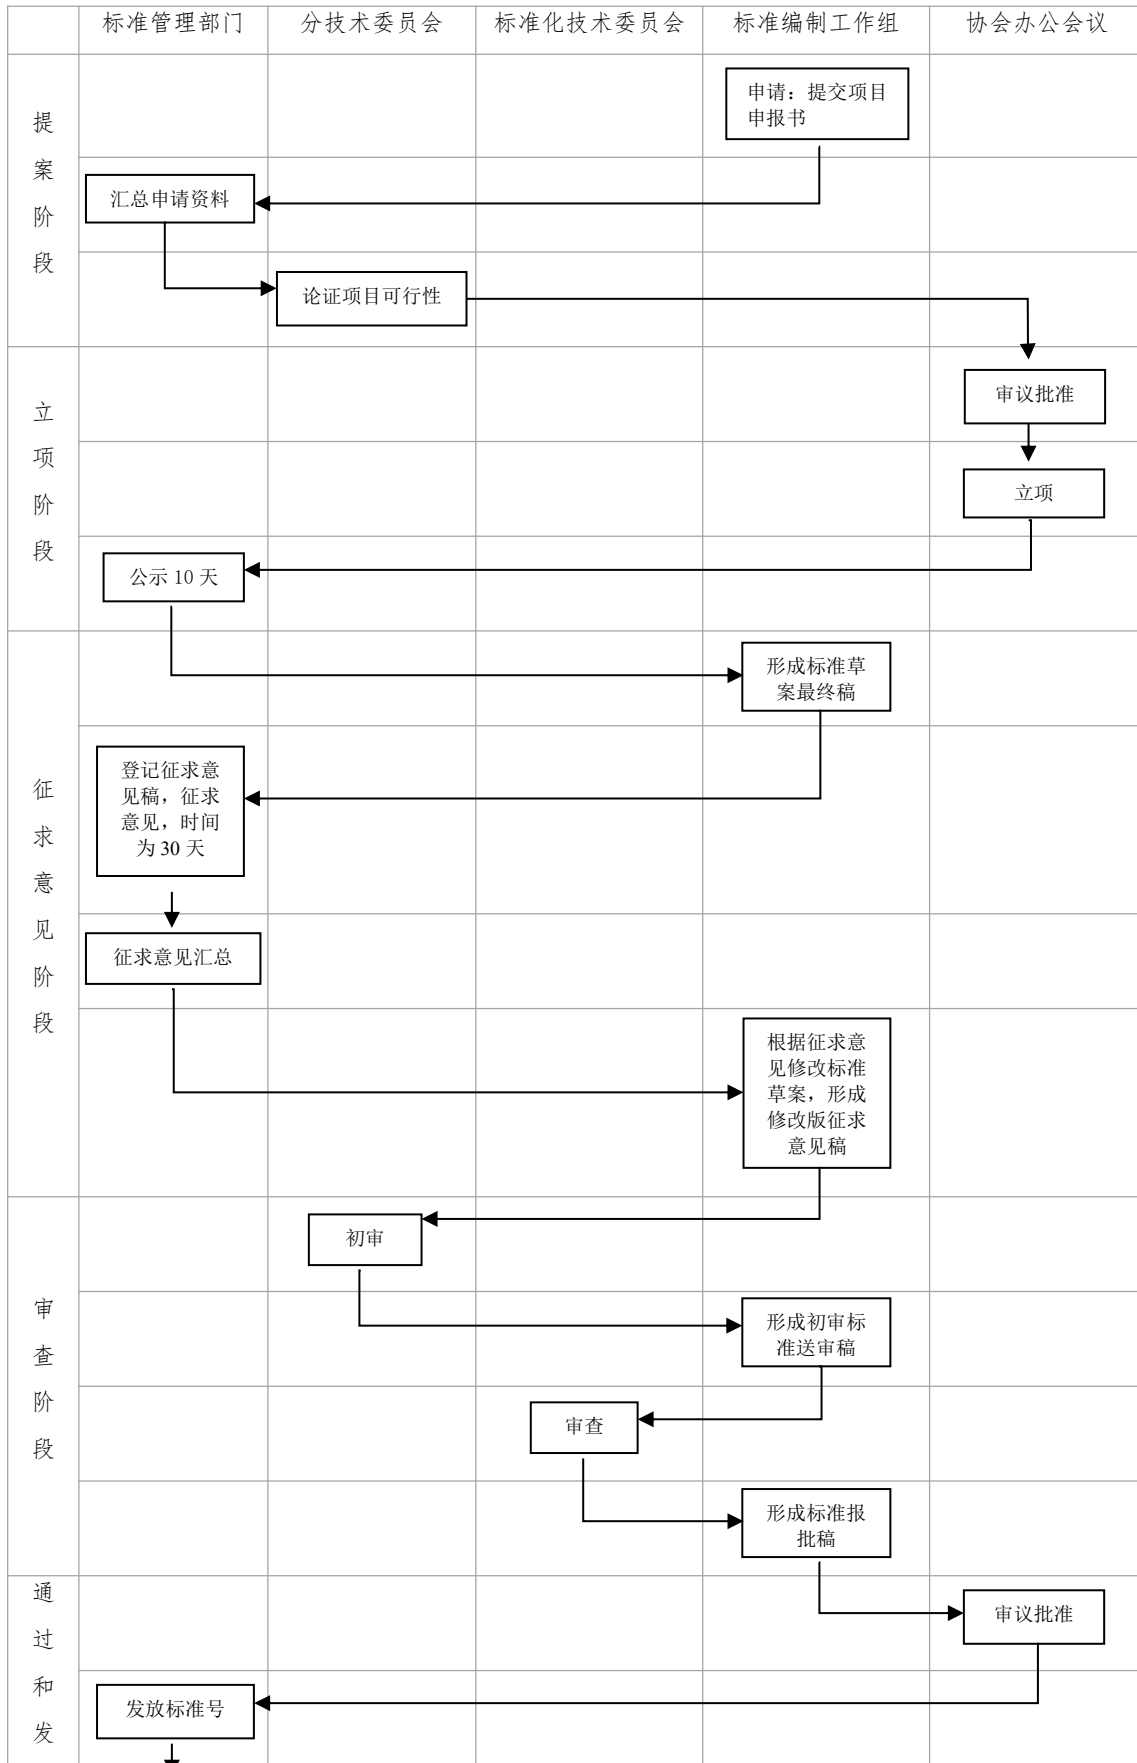 标准管理部门 分技术委员会 标准化技术委员会 标准编制工作组 协会办公会议
提案阶段
申请：提交项目
申报书
汇总申请资料
论证项目可行性
立项阶段
审议批准
立项
公示 10 天
征求意见阶段
形成标准草
案最终稿
登记征求意
见稿，征求
意见，时间
为 30 天
征求意见汇总
根据征求意
见修改标准
草案，形成
修改版征求
意见稿
审查阶段
初审
形成初审标
准送审稿
审查
形成标准报
批稿
通过和发
审议批准
发放标准号